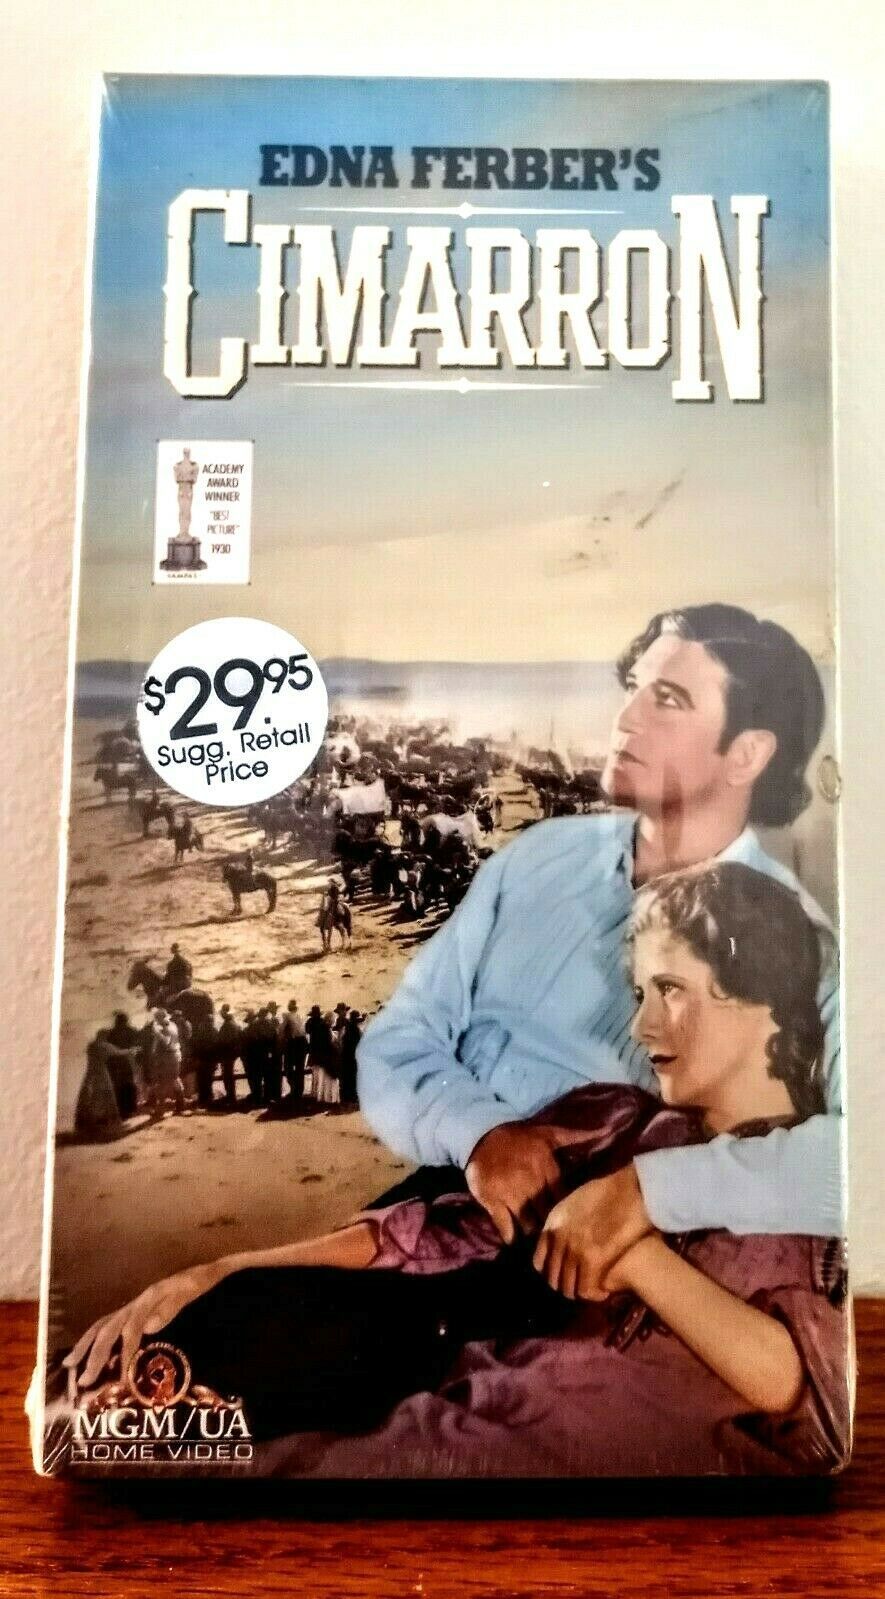 EDNA FERBER'S
CIMARRON
ACADEMY
AWARD
WINNER
"BEST
PICTURE"
1930
$29.95
Sugg. Retail
Price
MGM/UA
HOME VIDEO